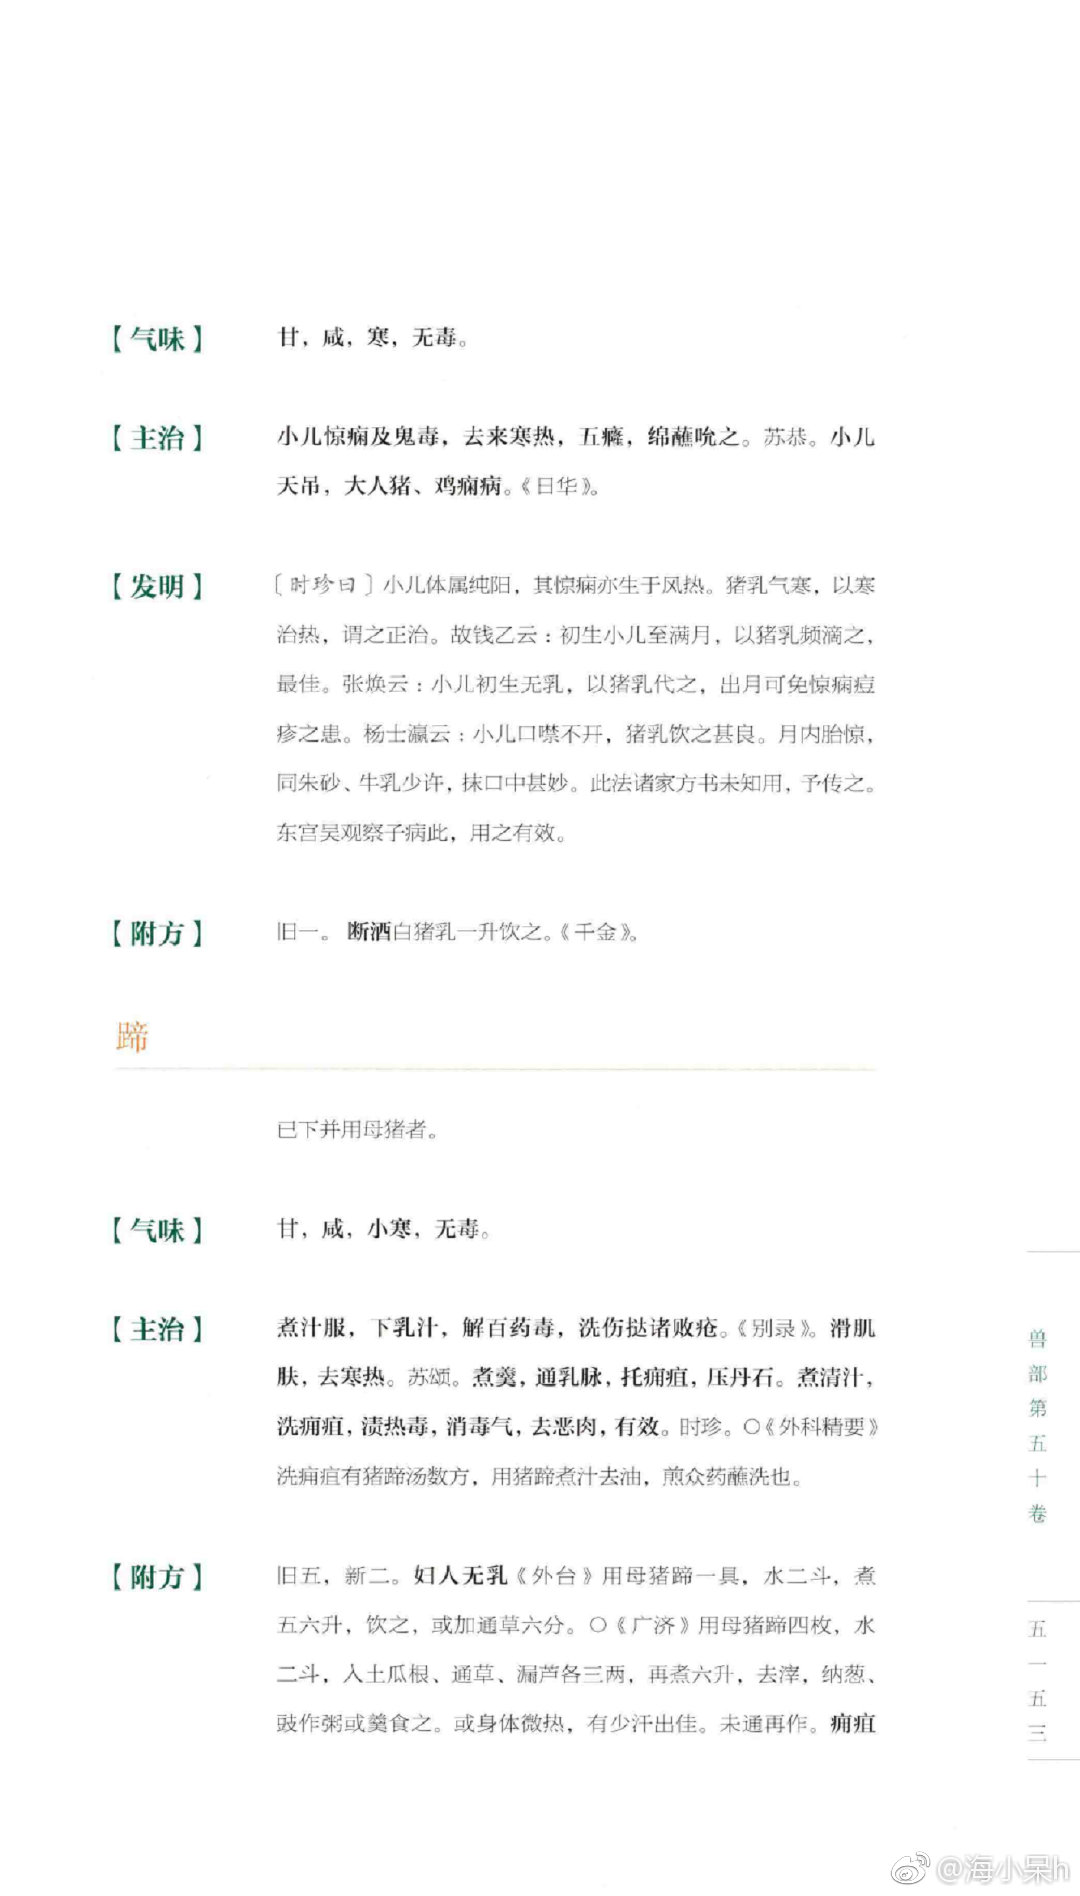 【气味】 甘，咸，寒，无毒。
【主治】 小儿惊痫及鬼毒，去来寒热，五癃，绵蘸吮之。苏恭。小儿
天吊，大人猪、鸡痫病。《日华》。
【发明】 〔时珍曰〕小儿体属纯阳，其惊痫亦生于风热。猪乳气寒，以寒
治热，谓之正治。故钱乙云：初生小儿至满月，以猪乳频滴之，
最佳。张焕云：小儿初生无乳，以猪乳代之，出月可免惊痫痘
疹之患。杨士瀛云：小儿口噤不开，猪乳饮之甚良。月内胎惊，
同朱砂、牛乳少许，抹口中甚妙。此法诸家方书未知用，予传之。
东宫吴观察子病此，用之有效。
【附方】 旧一。断酒白猪乳一升饮之。《千金》。
蹄
已下并用母猪者。
【气味】 甘，咸，小寒，无毒。
【主治】 煮汁服，下乳汁，解百药毒，洗伤挞诸败疮。《别录》。滑肌
肤，去寒热。苏颂。煮羹，通乳脉，托痈疽，压丹石。煮清汁，
洗痈疽，渍热毒，消毒气，去恶肉，有效。时珍。〇《外科精要》
洗痈疽有猪蹄汤数方，用猪蹄煮汁去油，煎众药蘸洗也。
【附方】 旧五，新二。妇人无乳《外台》用母猪蹄一具，水二斗，煮
五六升，饮之，或加通草六分。〇《广济》用母猪蹄四枚，水
二斗，入土瓜根、通草、漏芦各三两，再煮六升，去滓，纳葱、
豉作粥或羹食之。或身体微热，有少汗出佳。未通再作。痈疽
兽部第五十卷
五一五三
@海小呆h